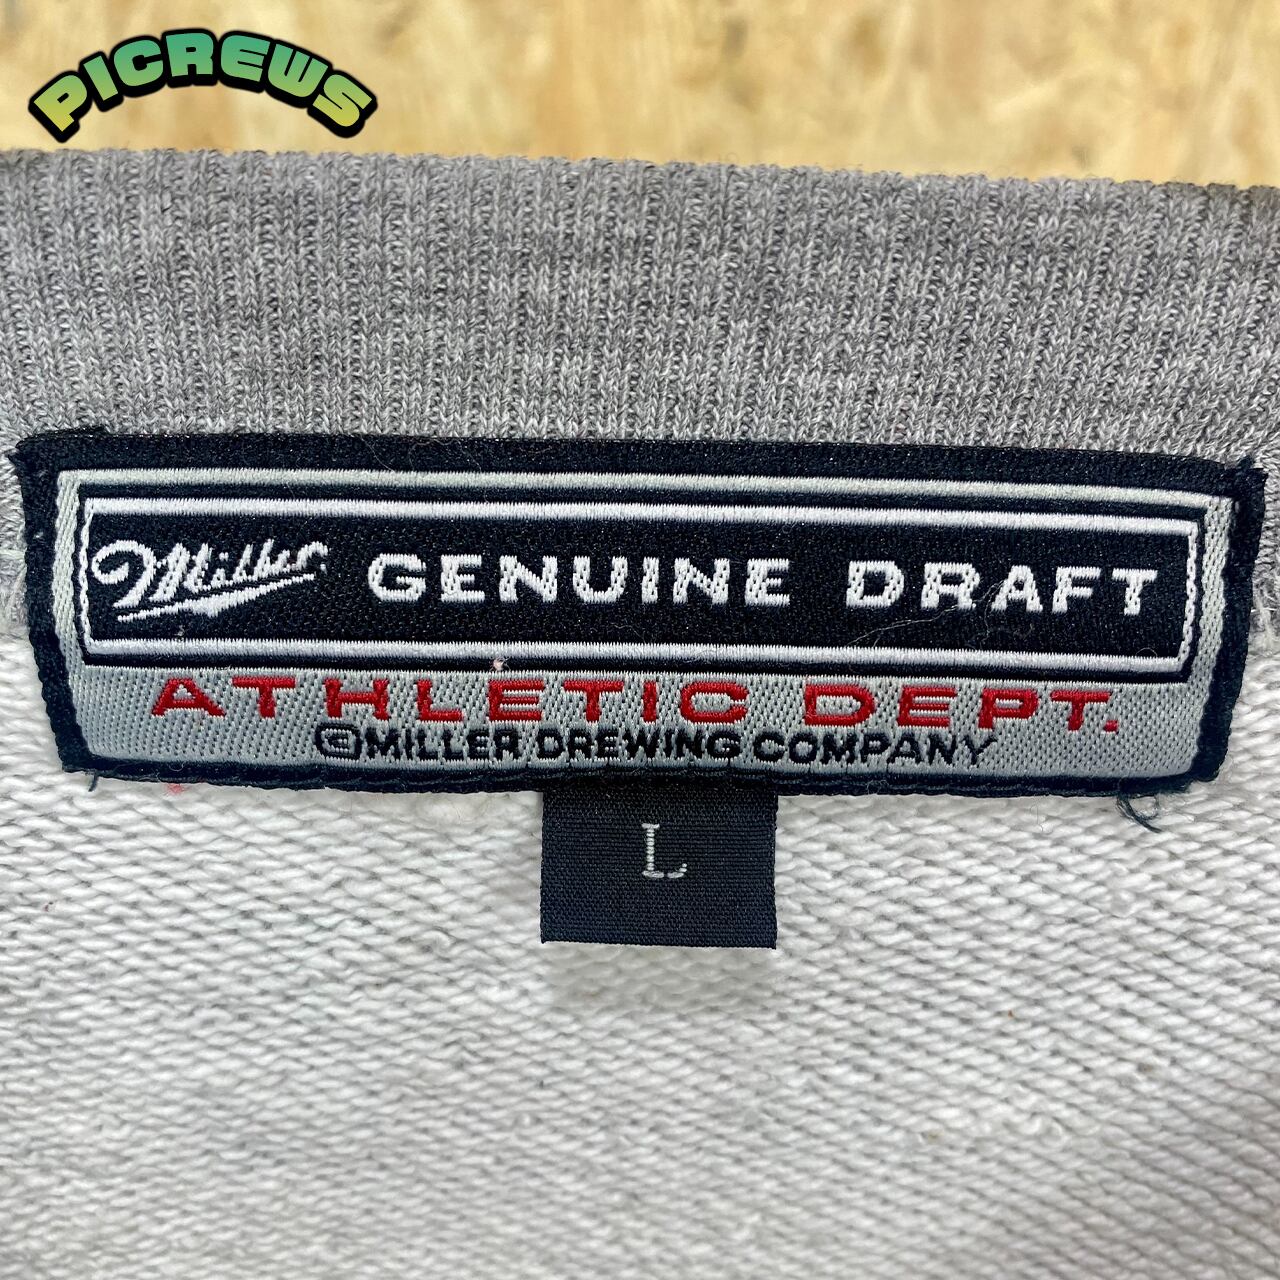 PICREWS
Miller GENUINE DRAFT
ATHLETIC DEPT.
©MILLER DREWING COMPANY
L